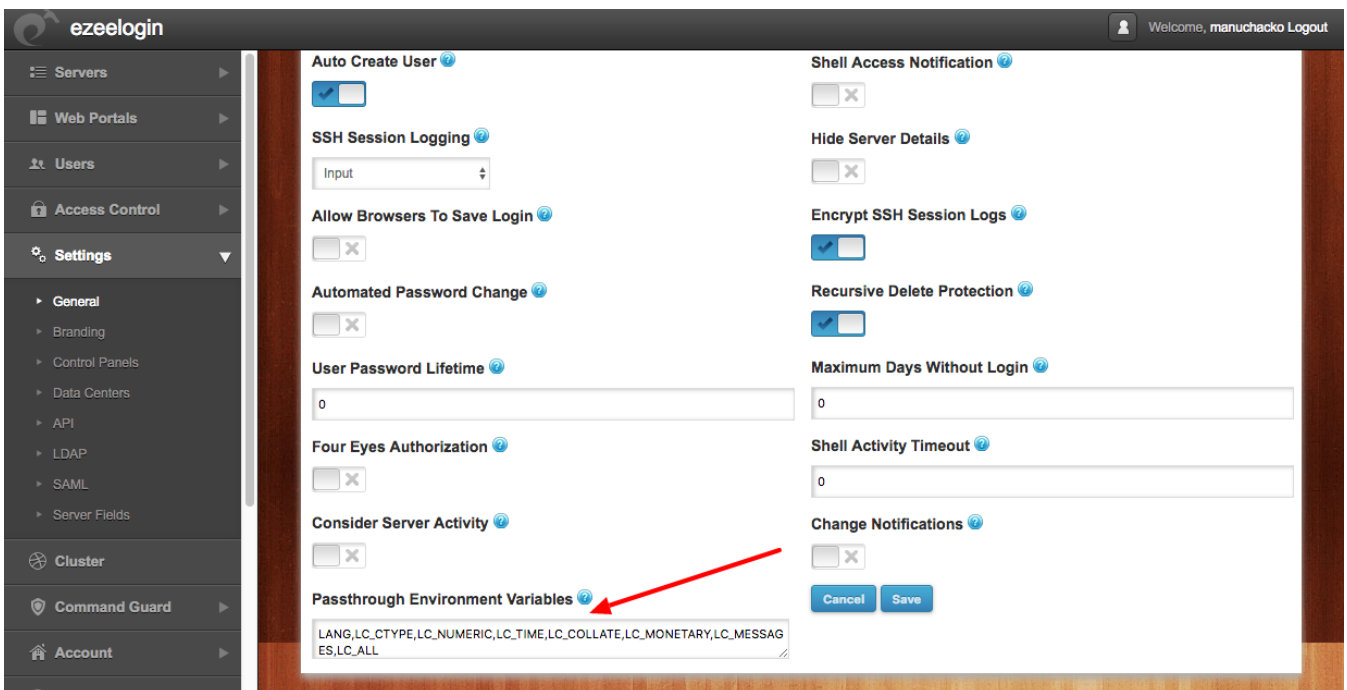 ezeelogin
Welcome, manuchacko Logout
Servers
Web Portals
Users
Access Control
Settings
General
Branding
Control Panels
Data Centers
API
LDAP
SAML
Server Fields
Cluster
Command Guard
Account
Auto Create User
SSH Session Logging
Input
Allow Browsers To Save Login
Automated Password Change
User Password Lifetime
0
Four Eyes Authorization
Consider Server Activity
Passthrough Environment Variables
LANG,LC_CTYPE,LC_NUMERIC,LC_TIME,LC_COLLATE,LC_MONETARY,LC_MESSAG
ES,LC_ALL
Shell Access Notification
Hide Server Details
Encrypt SSH Session Logs
Recursive Delete Protection
Maximum Days Without Login
0
Shell Activity Timeout
0
Change Notifications
Cancel
Save